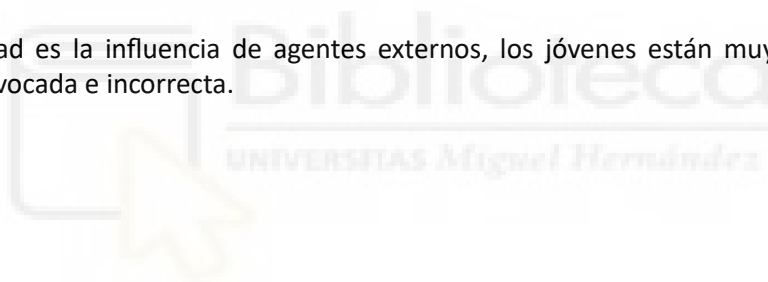 ad es la influencia de agentes externos, los jóvenes están muy
vocada e incorrecta.
Biblioteca
UNIVERSITAS Miguel Hernández